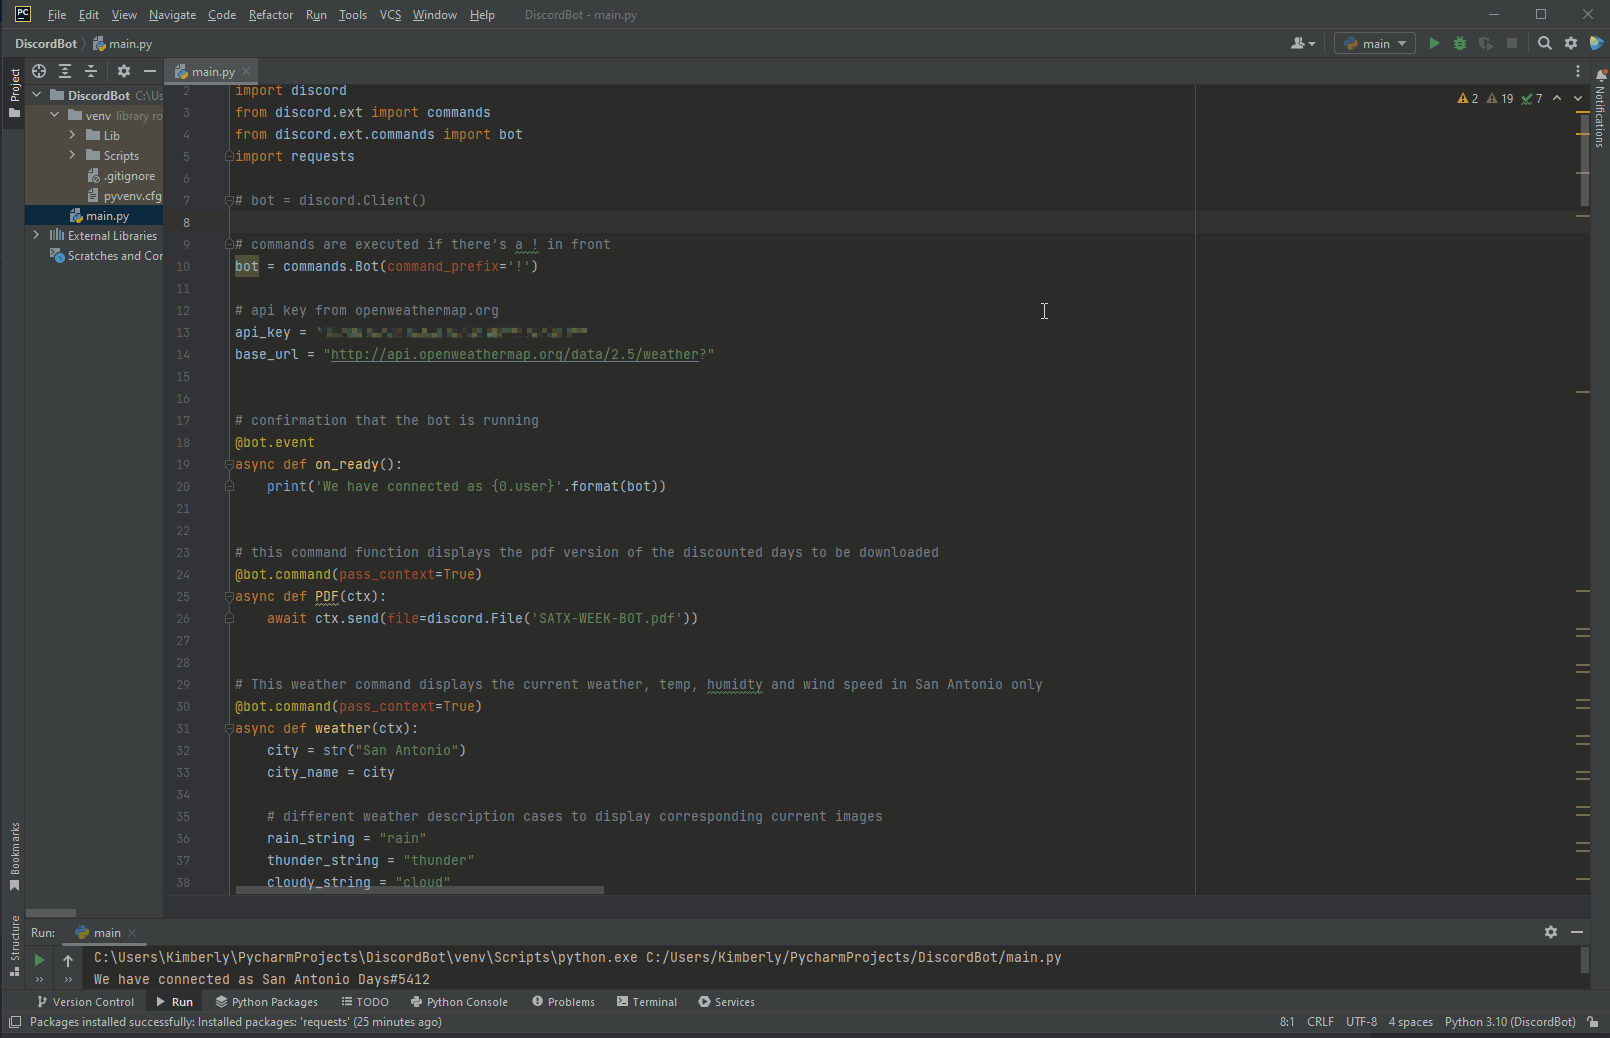 PC File Edit View Navigate Code Refactor Run Tools VCS Window Help DiscordBot - main.py
DiscordBot main.py main
Project
main.py
DiscordBot C:\Us
venv library ro
Lib
Scripts
.gitignore
pyvenv.cfg
main.py
External Libraries
Scratches and Cor
2 19 7
Notifications
2 import discord
3 from discord.ext import commands
4 from discord.ext.commands import bot
5 import requests
6
7 # bot = discord.Client()
8
9 # commands are executed if there's a ! in front
10 bot = commands.Bot(command_prefix='!')
11
12 # api key from openweathermap.org
13 api_key = '
14 base_url = "http://api.openweathermap.org/data/2.5/weather?"
15
16
17 # confirmation that the bot is running
18 @bot.event
19 async def on_ready():
20 print('We have connected as {0.user}'.format(bot))
21
22
23 # this command function displays the pdf version of the discounted days to be downloaded
24 @bot.command(pass_context=True)
25 async def PDF(ctx):
26 await ctx.send(file=discord.File('SATX-WEEK-BOT.pdf'))
27
28
29 # This weather command displays the current weather, temp, humidty and wind speed in San Antonio only
30 @bot.command(pass_context=True)
31 async def weather(ctx):
32 city = str("San Antonio")
33 city_name = city
34
35 # different weather description cases to display corresponding current images
36 rain_string = "rain"
37 thunder_string = "thunder"
38 cloudy_string = "cloud"
Bookmarks
Structure
Run: main
C:\Users\Kimberly\PycharmProjects\DiscordBot\venv\Scripts\python.exe C:/Users/Kimberly/PycharmProjects/DiscordBot/main.py
We have connected as San Antonio Days#5412
Version Control Run Python Packages TODO Python Console Problems Terminal Services
Packages installed successfully: Installed packages: 'requests' (25 minutes ago) 8:1 CRLF UTF-8 4 spaces Python 3.10 (DiscordBot)